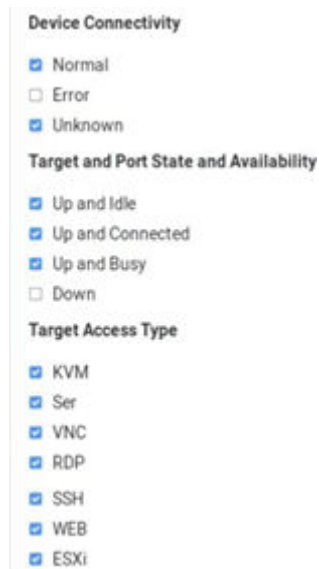 Device Connectivity
Normal
Error
Unknown
Target and Port State and Availability
Up and Idle
Up and Connected
Up and Busy
Down
Target Access Type
KVM
Ser
VNC
RDP
SSH
WEB
ESXi